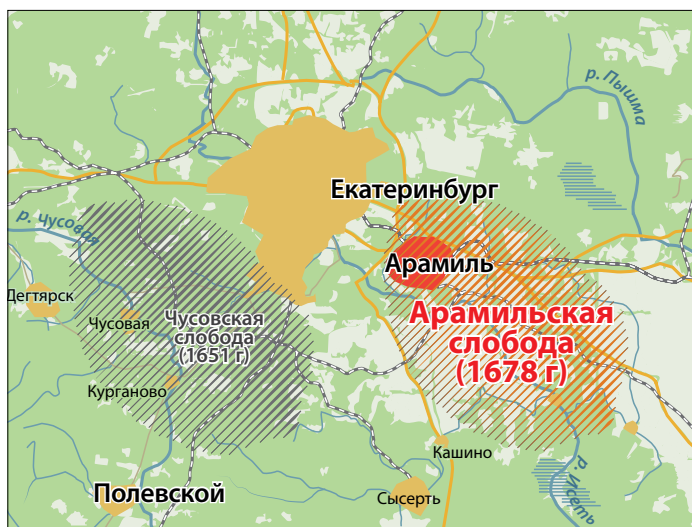 р. Пышма
Екатеринбург
р. Чусовая
Арамиль
Дегтярск
Чусовая
Чусовская
слобода
(1651 г)
Арамильская
слобода
(1678 г)
Курганово
Кашино
Полевской
Сысерть
р. Исеть